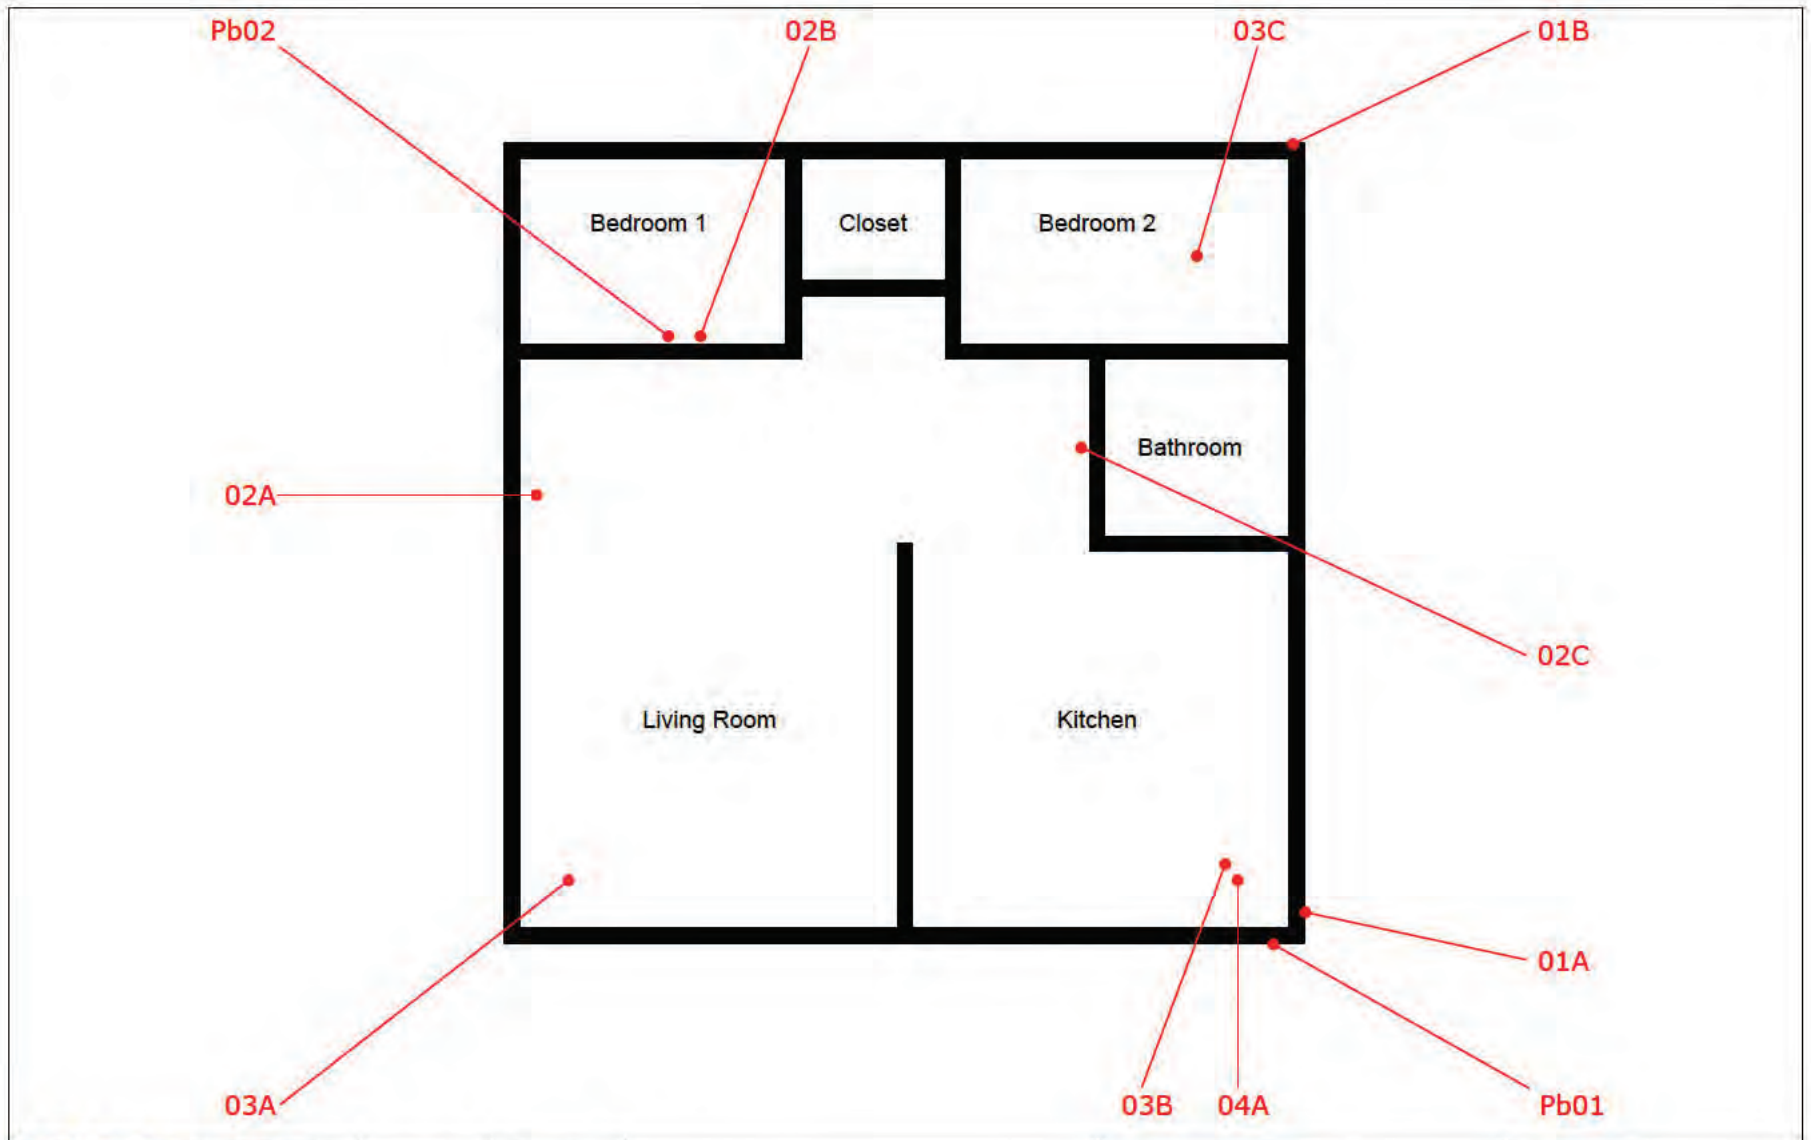 Pb02
02B
03C
01B
Bedroom 1
Closet
Bedroom 2
Bathroom
02A
02C
Living Room
Kitchen
01A
03A
03B
04A
Pb01